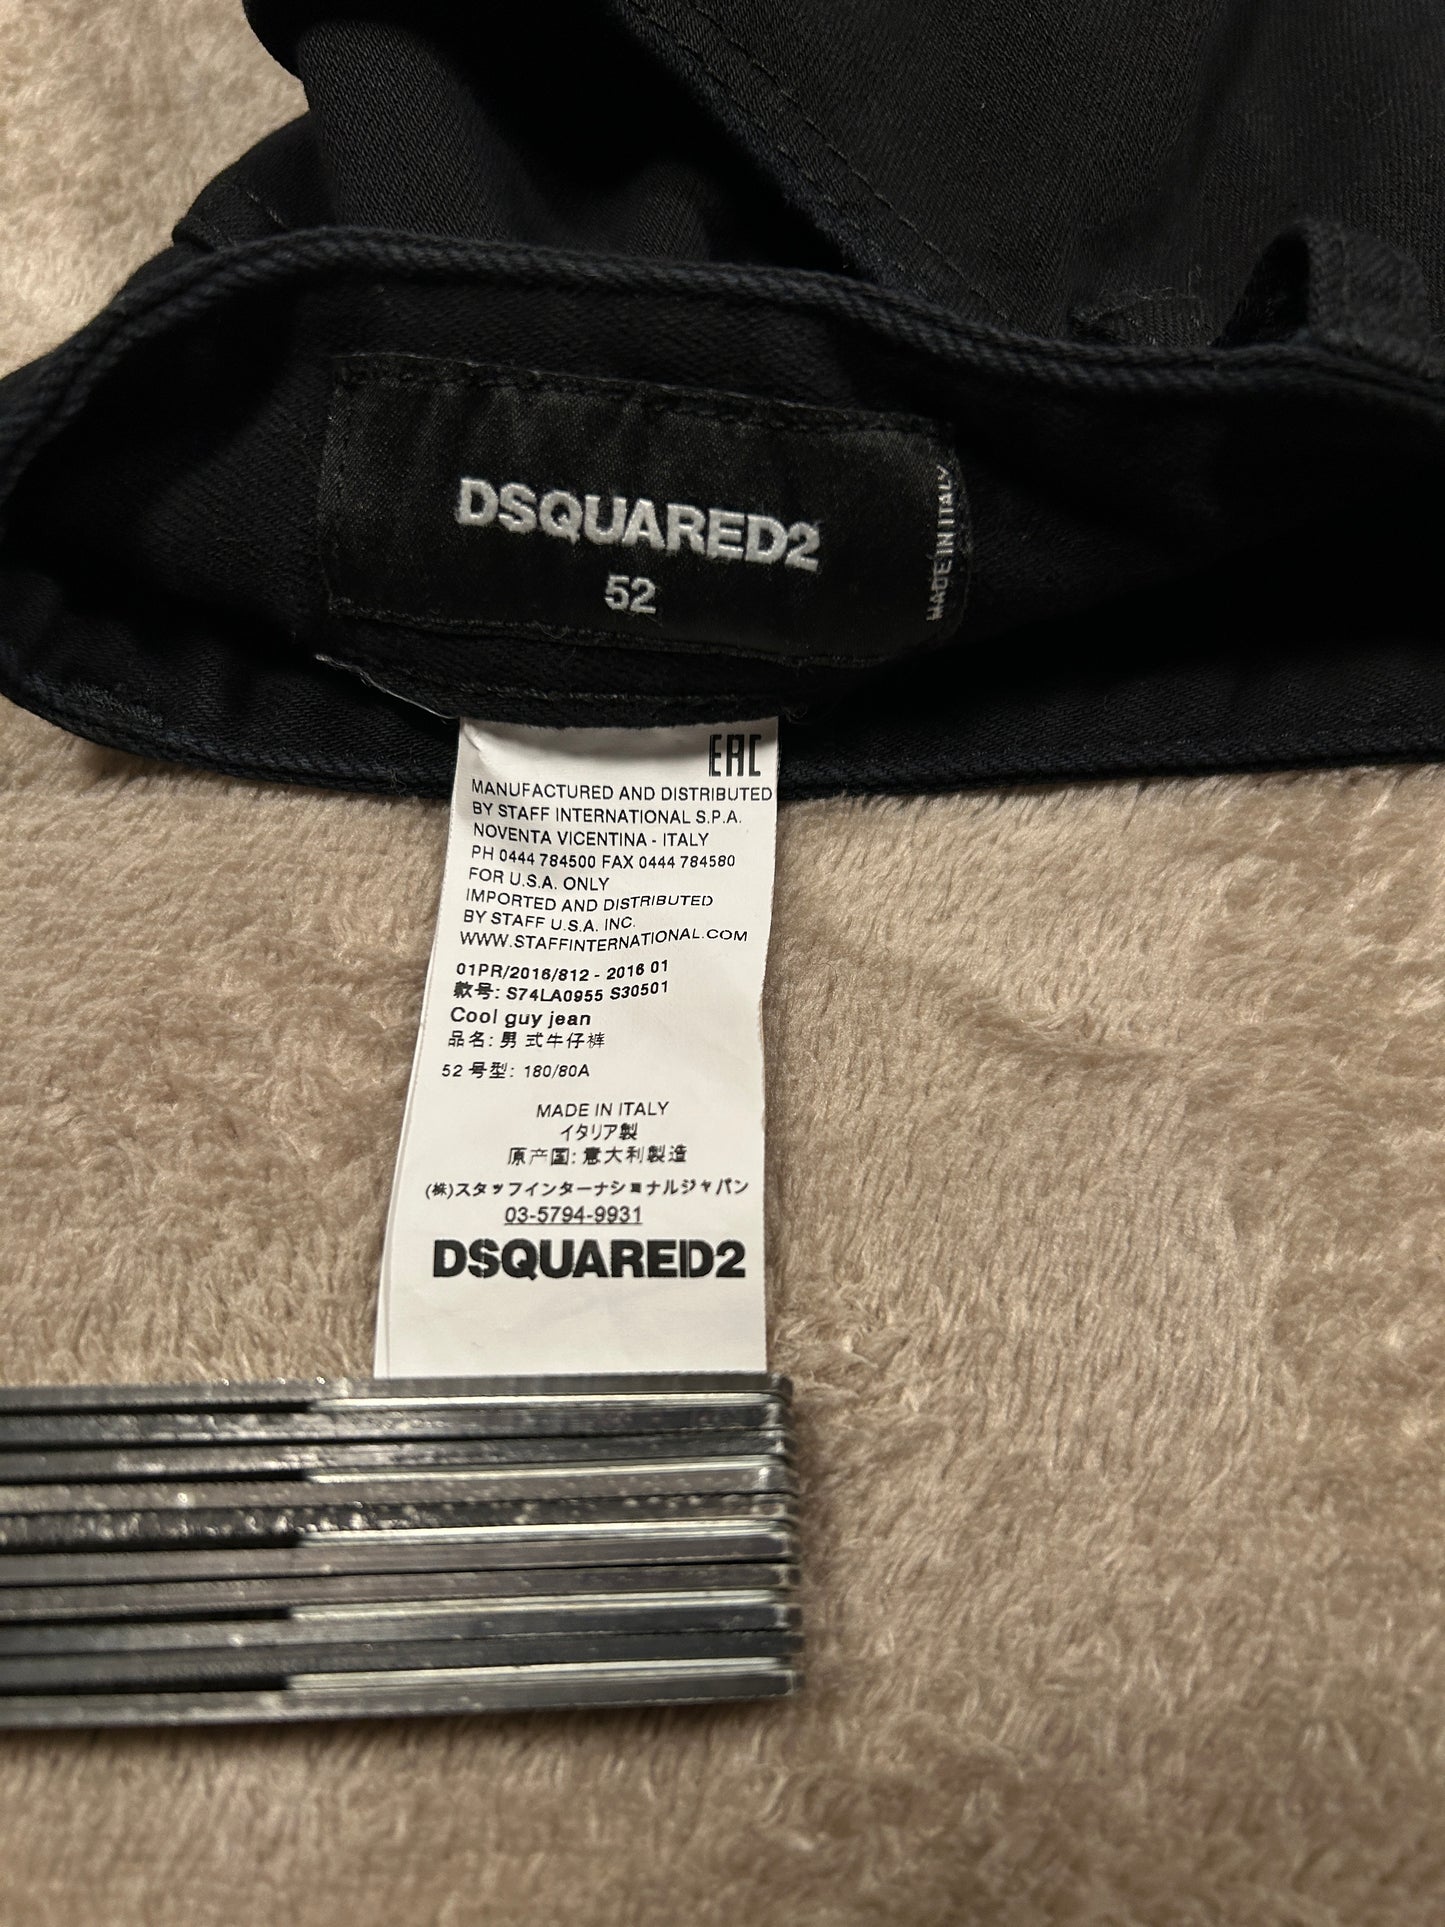 DSQUARED2
52
MADE IN ITALY
EAC
MANUFACTURED AND DISTRIBUTED
BY STAFF INTERNATIONAL S.P.A.
NOVENTA VICENTINA - ITALY
PH 0444 784500 FAX 0444 784580
FOR U.S.A. ONLY
IMPORTED AND DISTRIBUTED
BY STAFF U.S.A. INC.
WWW.STAFFINTERNATIONAL.COM
01PR/2016/812 - 2016 01
款号: S74LA0955 S30501
Cool guy jean
品名: 男 式牛仔裤
52 号型: 180/80A
MADE IN ITALY
イタリア製
原产国: 意大利製造
(株)スタッフインターナショナルジャパン
03-5794-9931
DSQUARED2